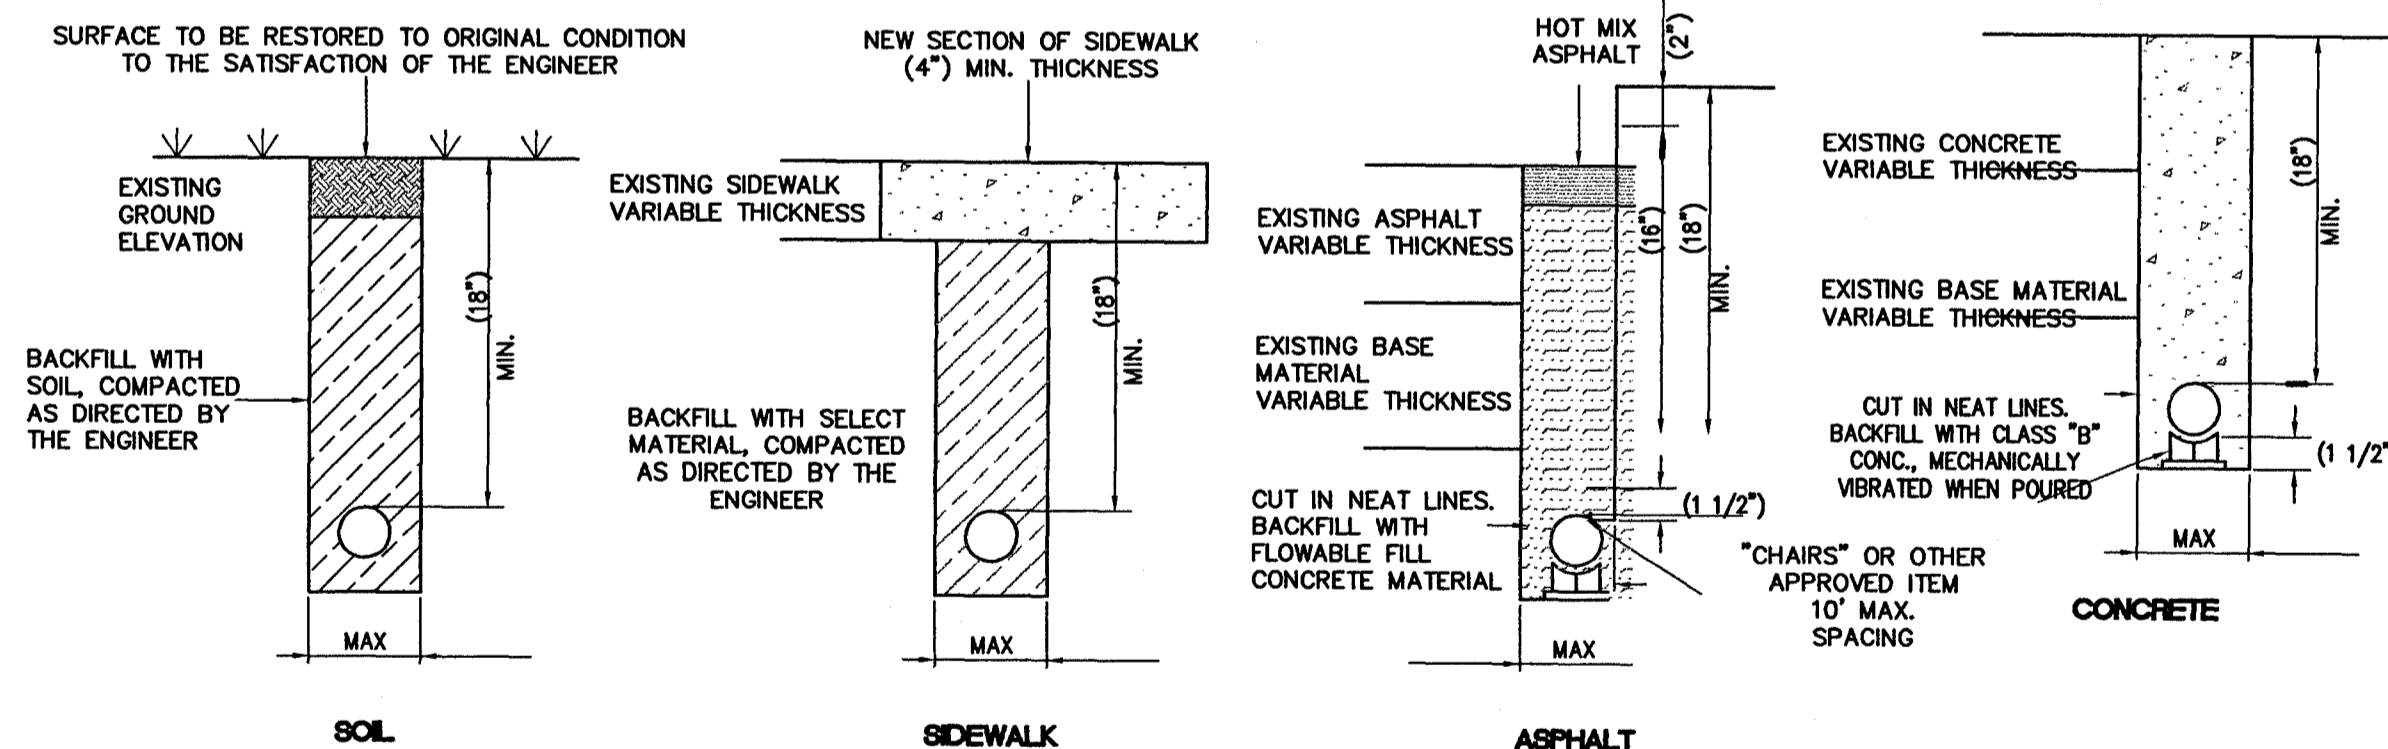 SURFACE TO BE RESTORED TO ORIGINAL CONDITION
TO THE SATISFACTION OF THE ENGINEER
EXISTING
GROUND
ELEVATION
(18")
MIN.
BACKFILL WITH
SOIL, COMPACTED
AS DIRECTED BY
THE ENGINEER
MAX
SOIL
NEW SECTION OF SIDEWALK
(4") MIN. THICKNESS
EXISTING SIDEWALK
VARIABLE THICKNESS
(18")
MIN.
BACKFILL WITH SELECT
MATERIAL, COMPACTED
AS DIRECTED BY THE
ENGINEER
MAX
SIDEWALK
HOT MIX
ASPHALT
(2")
EXISTING ASPHALT
VARIABLE THICKNESS
(16")
(18")
MIN.
EXISTING BASE
MATERIAL
VARIABLE THICKNESS
CUT IN NEAT LINES.
BACKFILL WITH
FLOWABLE FILL
CONCRETE MATERIAL
(1 1/2")
"CHAIRS" OR OTHER
APPROVED ITEM
10' MAX.
SPACING
MAX
ASPHALT
EXISTING CONCRETE
VARIABLE THICKNESS
(18")
MIN.
EXISTING BASE MATERIAL
VARIABLE THICKNESS
CUT IN NEAT LINES.
BACKFILL WITH CLASS "B"
CONC., MECHANICALLY
VIBRATED WHEN POURED
(1 1/2"
MAX
CONCRETE